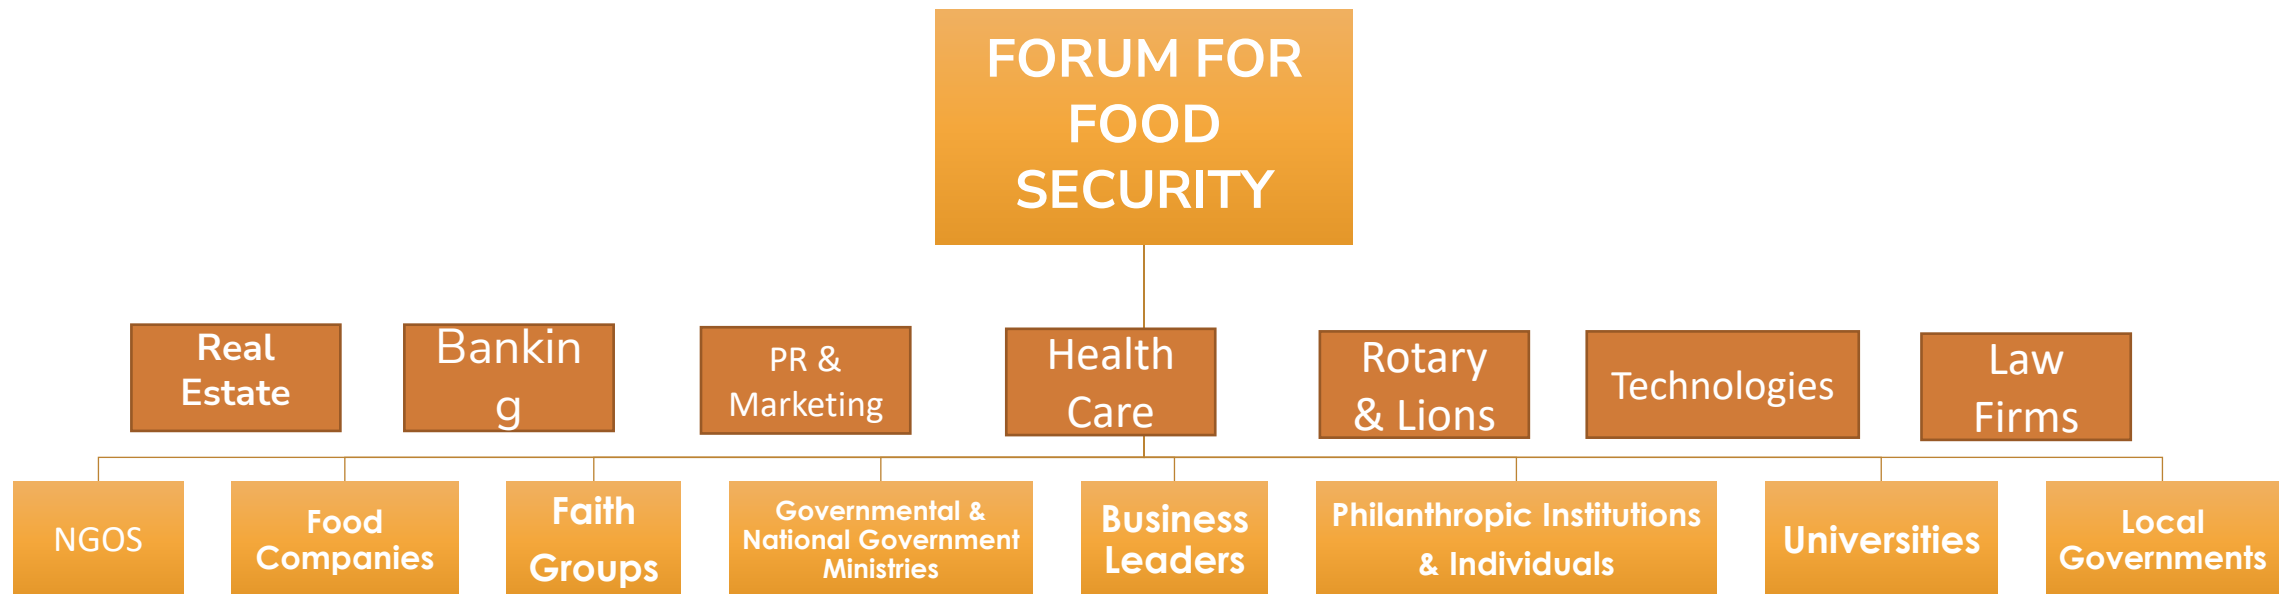 FORUM FOR
FOOD
SECURITY
Real
Estate
Bankin
g
PR &
Marketing
Health
Care
Rotary
& Lions
Technologies
Law
Firms
NGOS
Food
Companies
Faith
Groups
Governmental &
National Government
Ministries
Business
Leaders
Philanthropic Institutions
& Individuals
Universities
Local
Governments